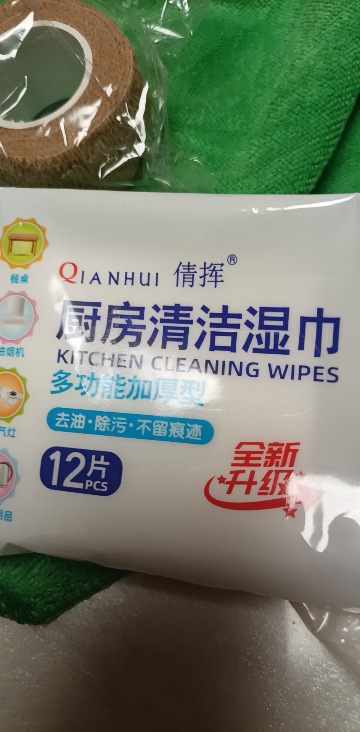 QIANHUI 倩挥®
厨房清洁湿巾
KITCHEN CLEANING WIPES
多功能加厚型
去油·除污·不留痕迹
12片
PCS
全新
升级
餐桌
油烟机
气灶